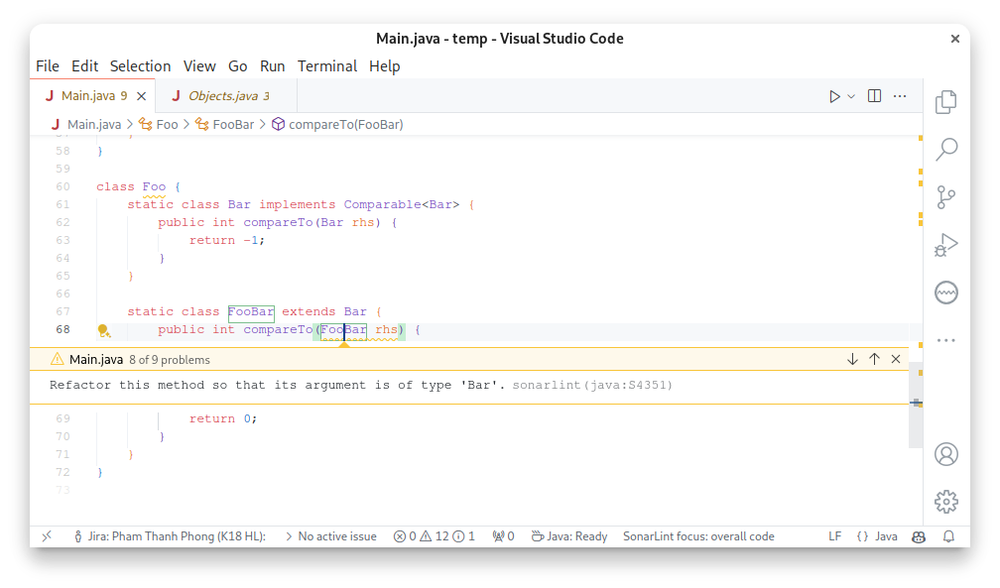 Main.java - temp - Visual Studio Code
File Edit Selection View Go Run Terminal Help
J Main.java 9 J Objects.java 3
J Main.java > Foo > FooBar > compareTo(FooBar)
58 }
59
60 class Foo {
61 static class Bar implements Comparable<Bar> {
62 public int compareTo(Bar rhs) {
63 return -1;
64 }
65 }
66
67 static class FooBar extends Bar {
68 public int compareTo(FooBar rhs) {
Main.java 8 of 9 problems
Refactor this method so that its argument is of type 'Bar'. sonarlint(java:S4351)
69 return 0;
70 }
71 }
72 }
73
Jira: Pham Thanh Phong (K18 HL): > No active issue 0 12 1 0 Java: Ready SonarLint focus: overall code LF {} Java